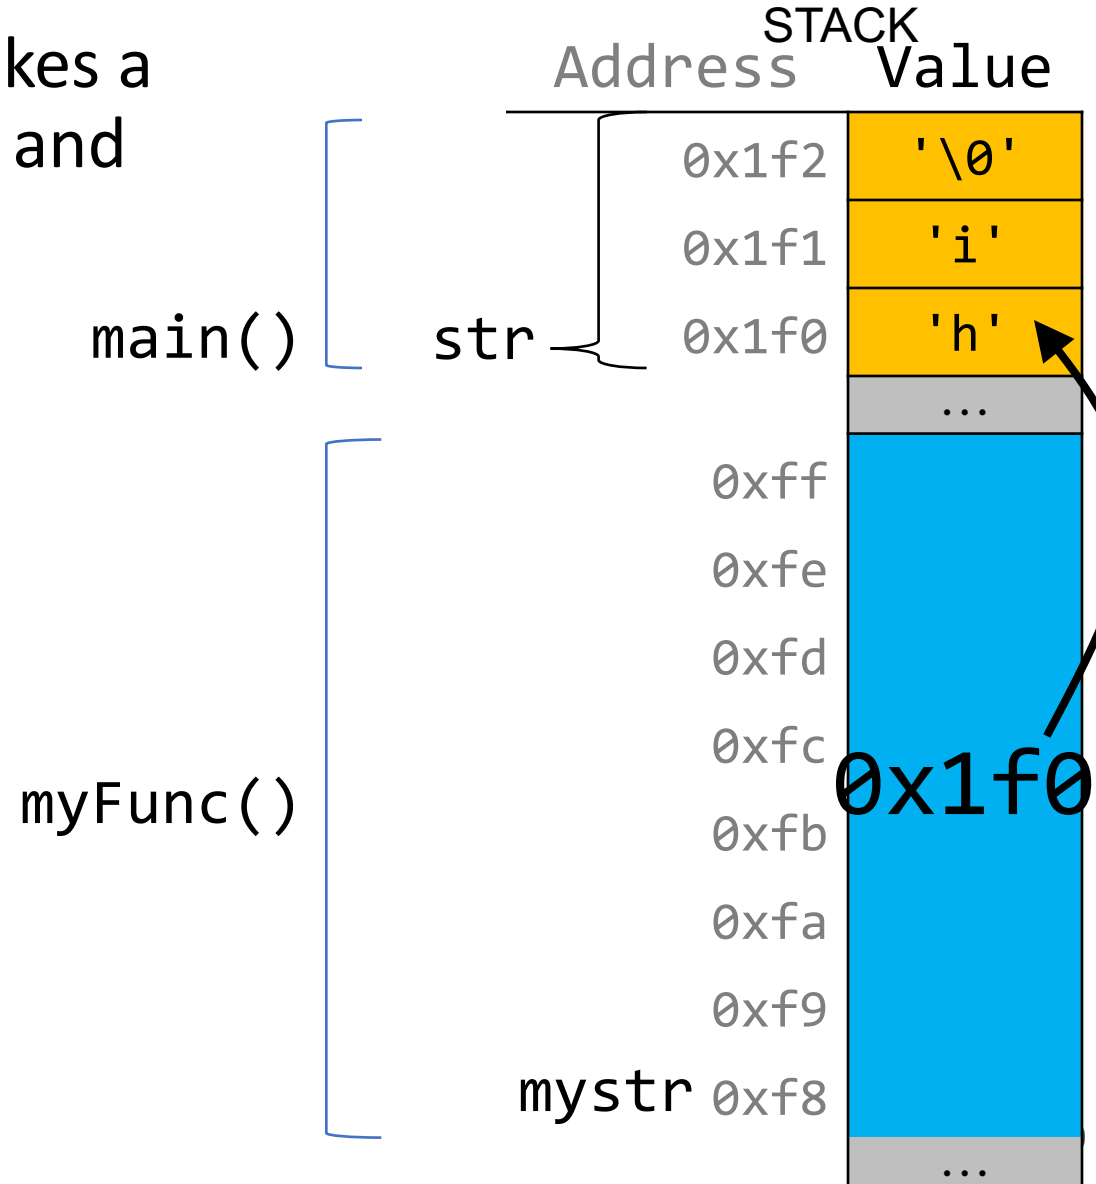 STACK
kes a
and
Address Value
0x1f2 '\0'
0x1f1 'i'
main() str 0x1f0 'h'
...
0xff
0xfe
0xfd
0xfc
0x1f0
myFunc()
0xfb
0xfa
0xf9
mystr 0xf8
...